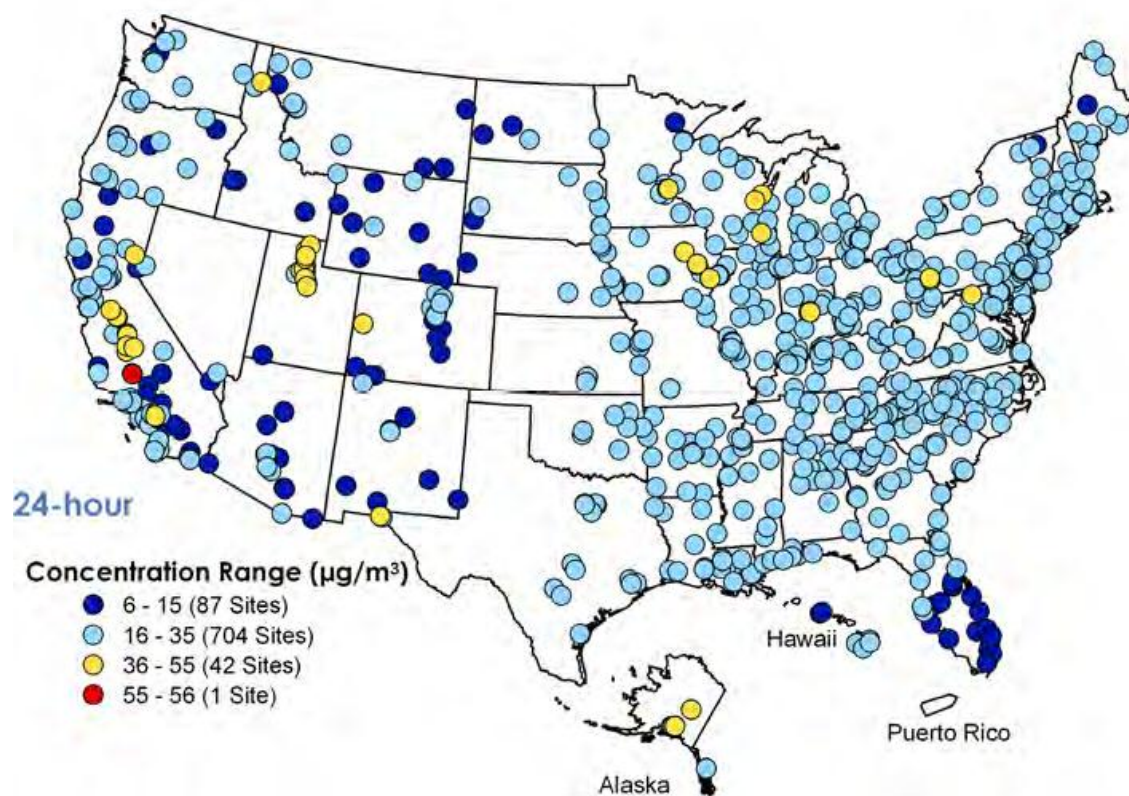 24-hour
Concentration Range (µg/m³)
6 - 15 (87 Sites)
16 - 35 (704 Sites)
36 - 55 (42 Sites)
55 - 56 (1 Site)
Hawaii
Puerto Rico
Alaska